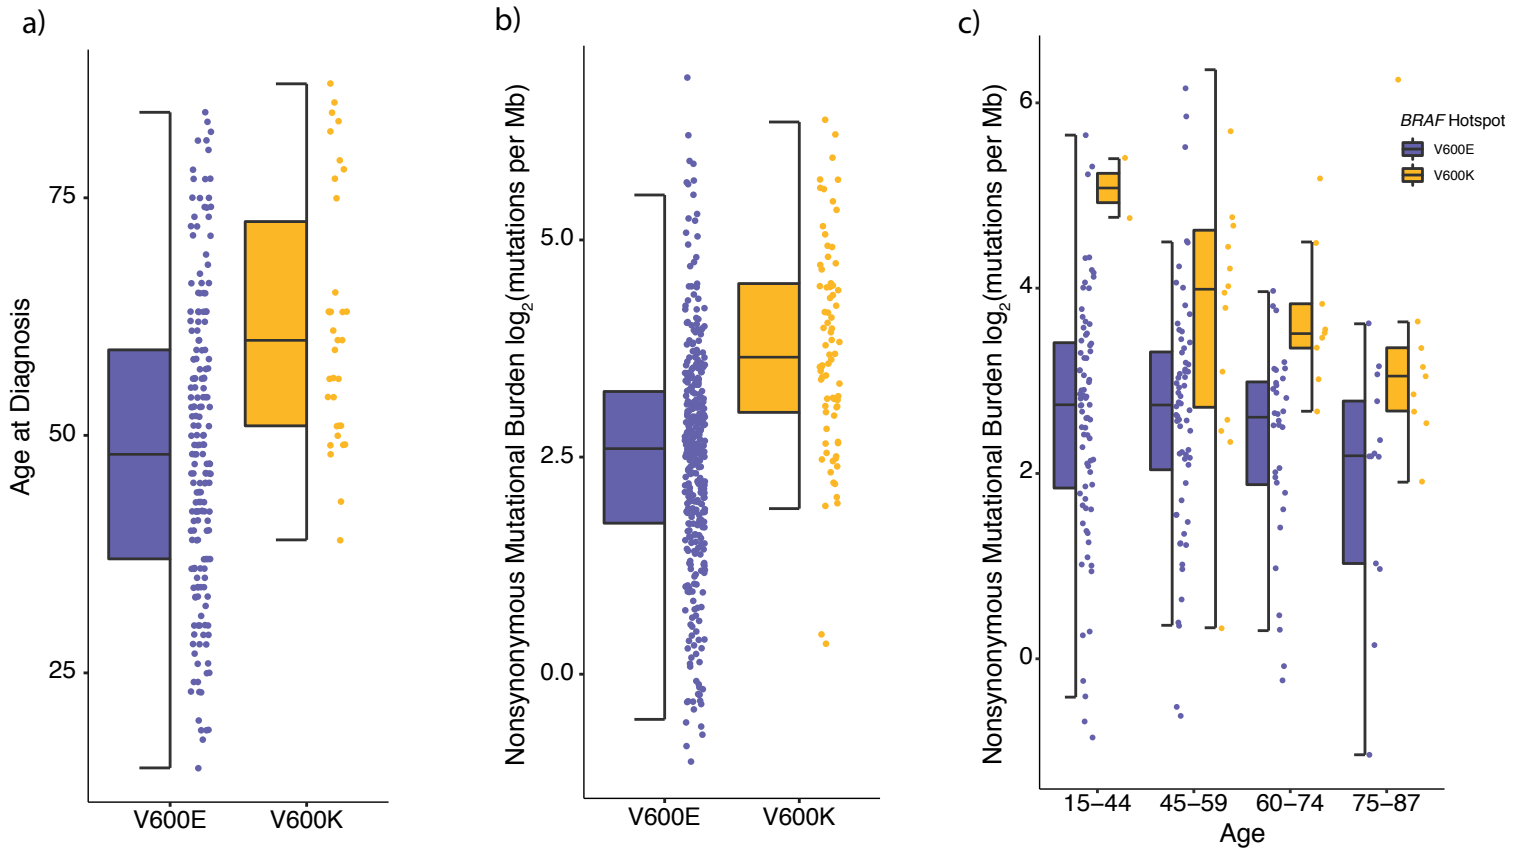 a)
Age at Diagnosis
75
50
25
V600E
V600K
b)
Nonsynonymous Mutational Burden log2(mutations per Mb)
5.0
2.5
0.0
V600E
V600K
c)
Nonsynonymous Mutational Burden log2(mutations per Mb)
6
4
2
0
15–44
45–59
60–74
75–87
Age
BRAF Hotspot
V600E
V600K